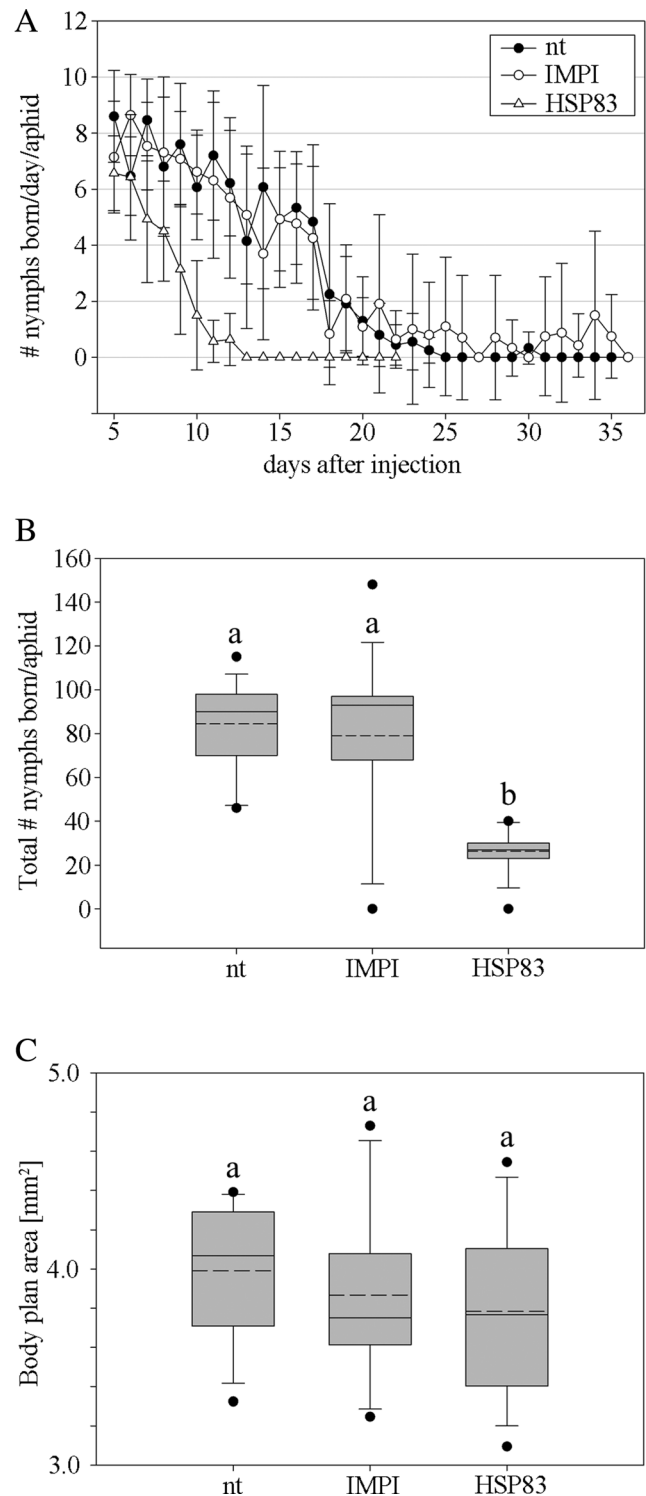 A
# nymphs born/day/aphid
12
10
8
6
4
2
0
nt
IMPI
HSP83
5 10 15 20 25 30 35
days after injection
B
Total # nymphs born/aphid
160
140
120
100
80
60
40
20
0
a
a
b
nt IMPI HSP83
C
Body plan area [mm²]
5.0
4.0
3.0
a
a
a
nt IMPI HSP83